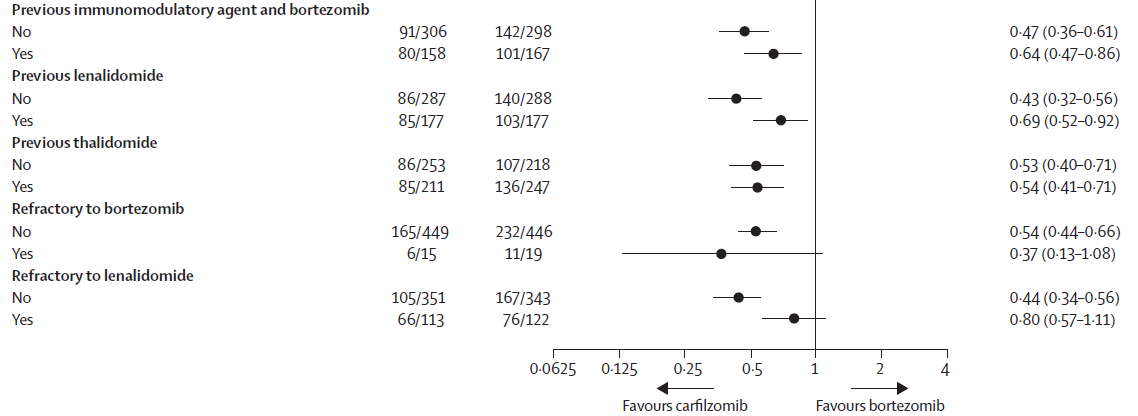 Previous immunomodulatory agent and bortezomib
No 91/306 142/298 0·47 (0·36–0·61)
Yes 80/158 101/167 0·64 (0·47–0·86)
Previous lenalidomide
No 86/287 140/288 0·43 (0·32–0·56)
Yes 85/177 103/177 0·69 (0·52–0·92)
Previous thalidomide
No 86/253 107/218 0·53 (0·40–0·71)
Yes 85/211 136/247 0·54 (0·41–0·71)
Refractory to bortezomib
No 165/449 232/446 0·54 (0·44–0·66)
Yes 6/15 11/19 0·37 (0·13–1·08)
Refractory to lenalidomide
No 105/351 167/343 0·44 (0·34–0·56)
Yes 66/113 76/122 0·80 (0·57–1·11)
0·0625 0·125 0·25 0·5 1 2 4
Favours carfilzomib Favours bortezomib